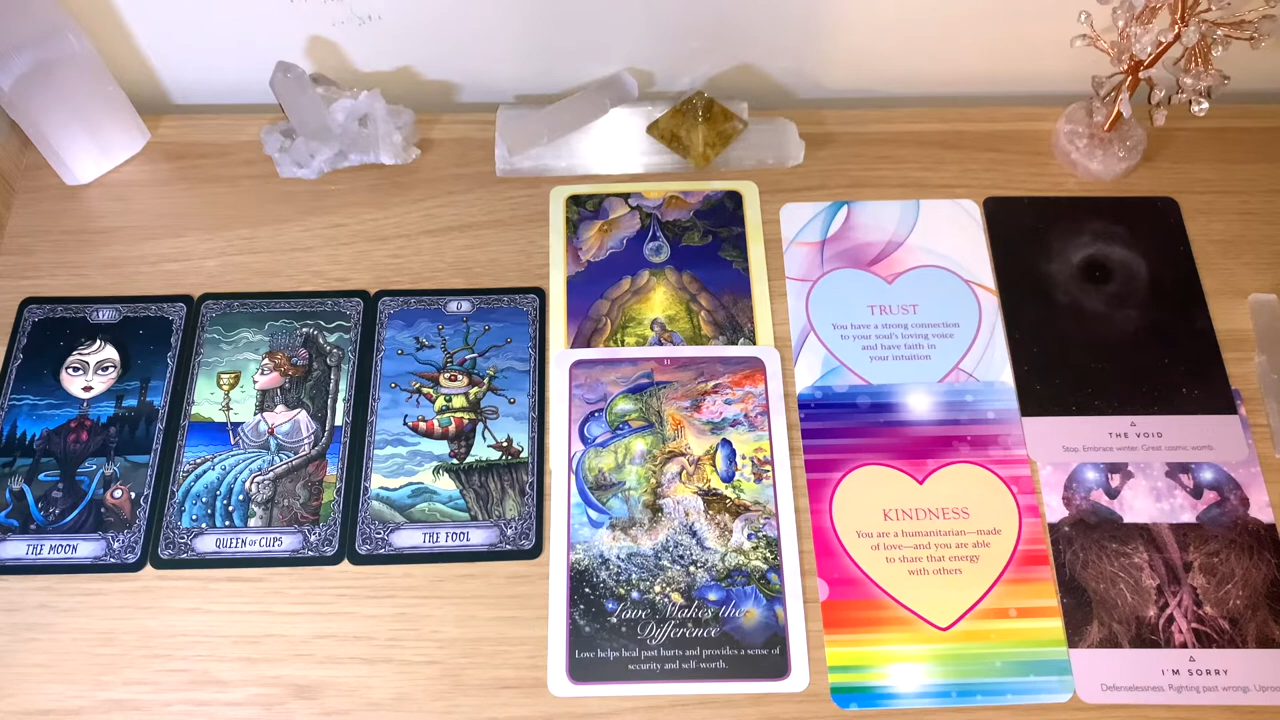 XVIII
THE MOON
QUEEN OF CUPS
0
THE FOOL
31
Love Makes the
Difference
Love helps heal past hurts and provides a sense of
security and self-worth.
TRUST
You have a strong connection
to your soul's loving voice
and have faith in
your intuition
KINDNESS
You are a humanitarian—made
of love—and you are able
to share that energy
with others
THE VOID
Stop. Embrace winter. Great cosmic womb.
I'M SORRY
Defenselessness. Righting past wrongs.